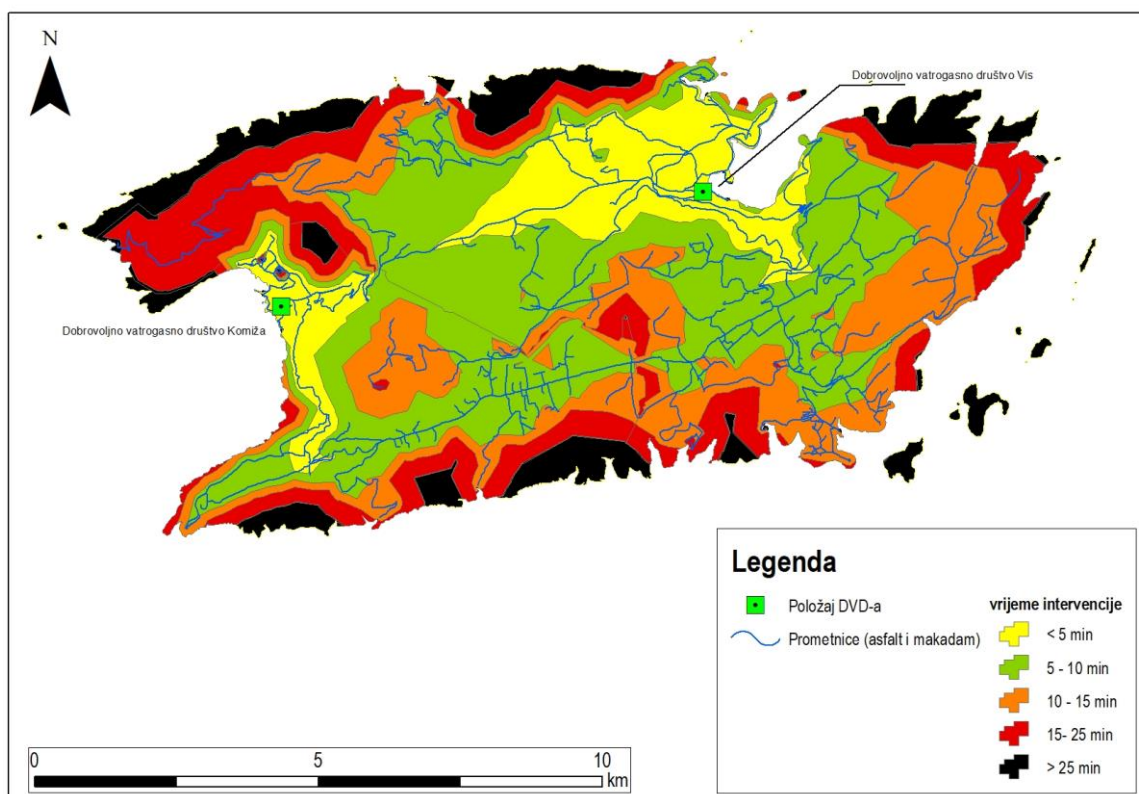 N
Dobrovoljno vatrogasno društvo Vis
Dobrovoljno vatrogasno društvo Komiža
Legenda
Položaj DVD-a
Prometnice (asfalt i makadam)
vrijeme intervencije
< 5 min
5 - 10 min
10 - 15 min
15- 25 min
> 25 min
0 5 10
km